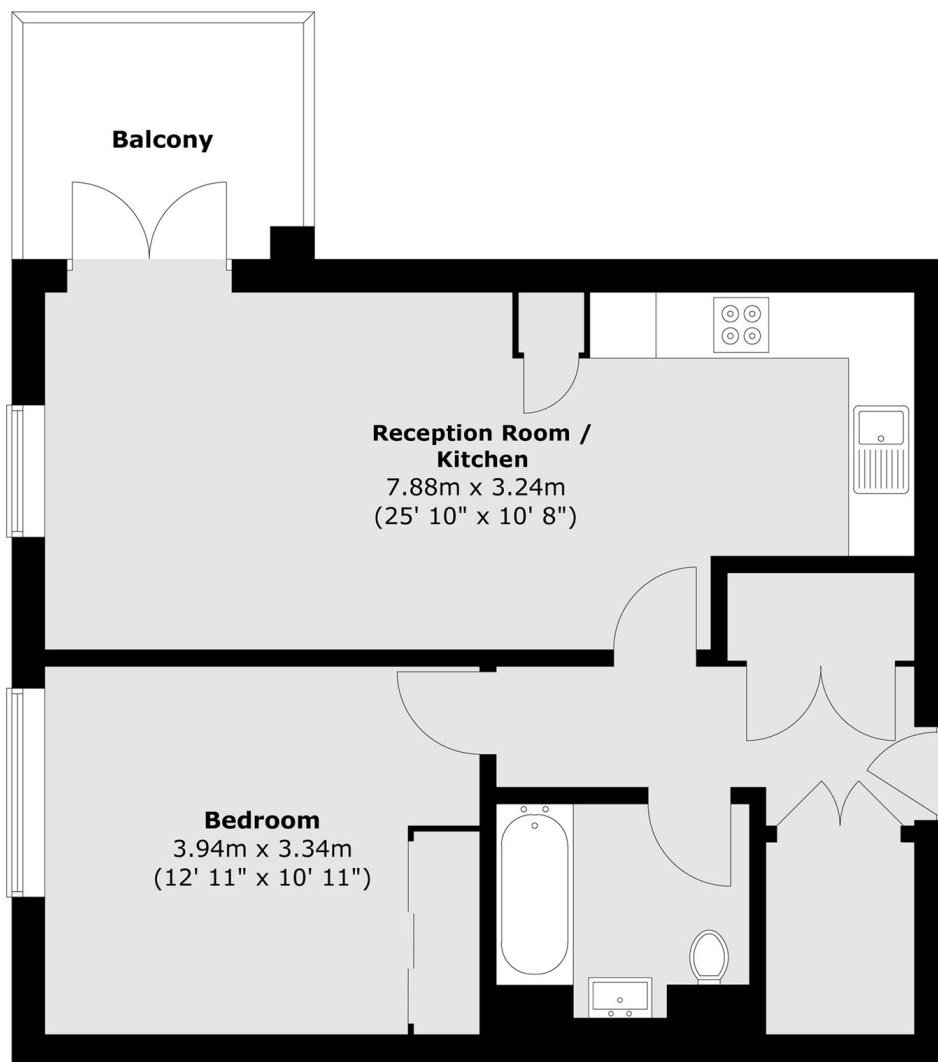 Balcony
Reception Room /
Kitchen
7.88m x 3.24m
(25' 10" x 10' 8")
Bedroom
3.94m x 3.34m
(12' 11" x 10' 11")